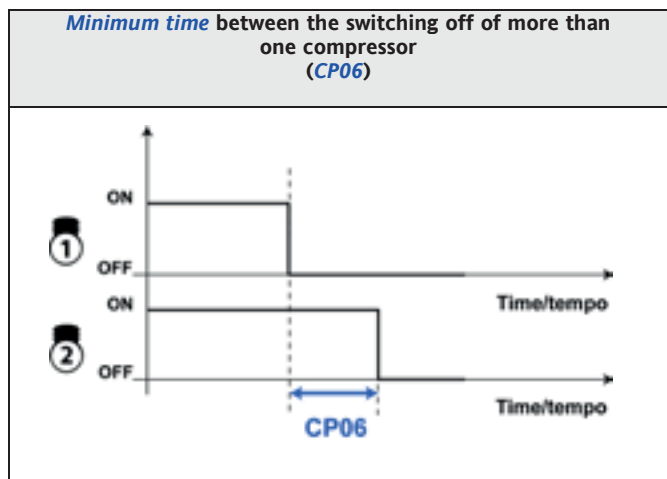 Minimum time between the switching off of more than
one compressor
(CP06)
ON
1
OFF
Time/tempo
ON
2
OFF
Time/tempo
CP06